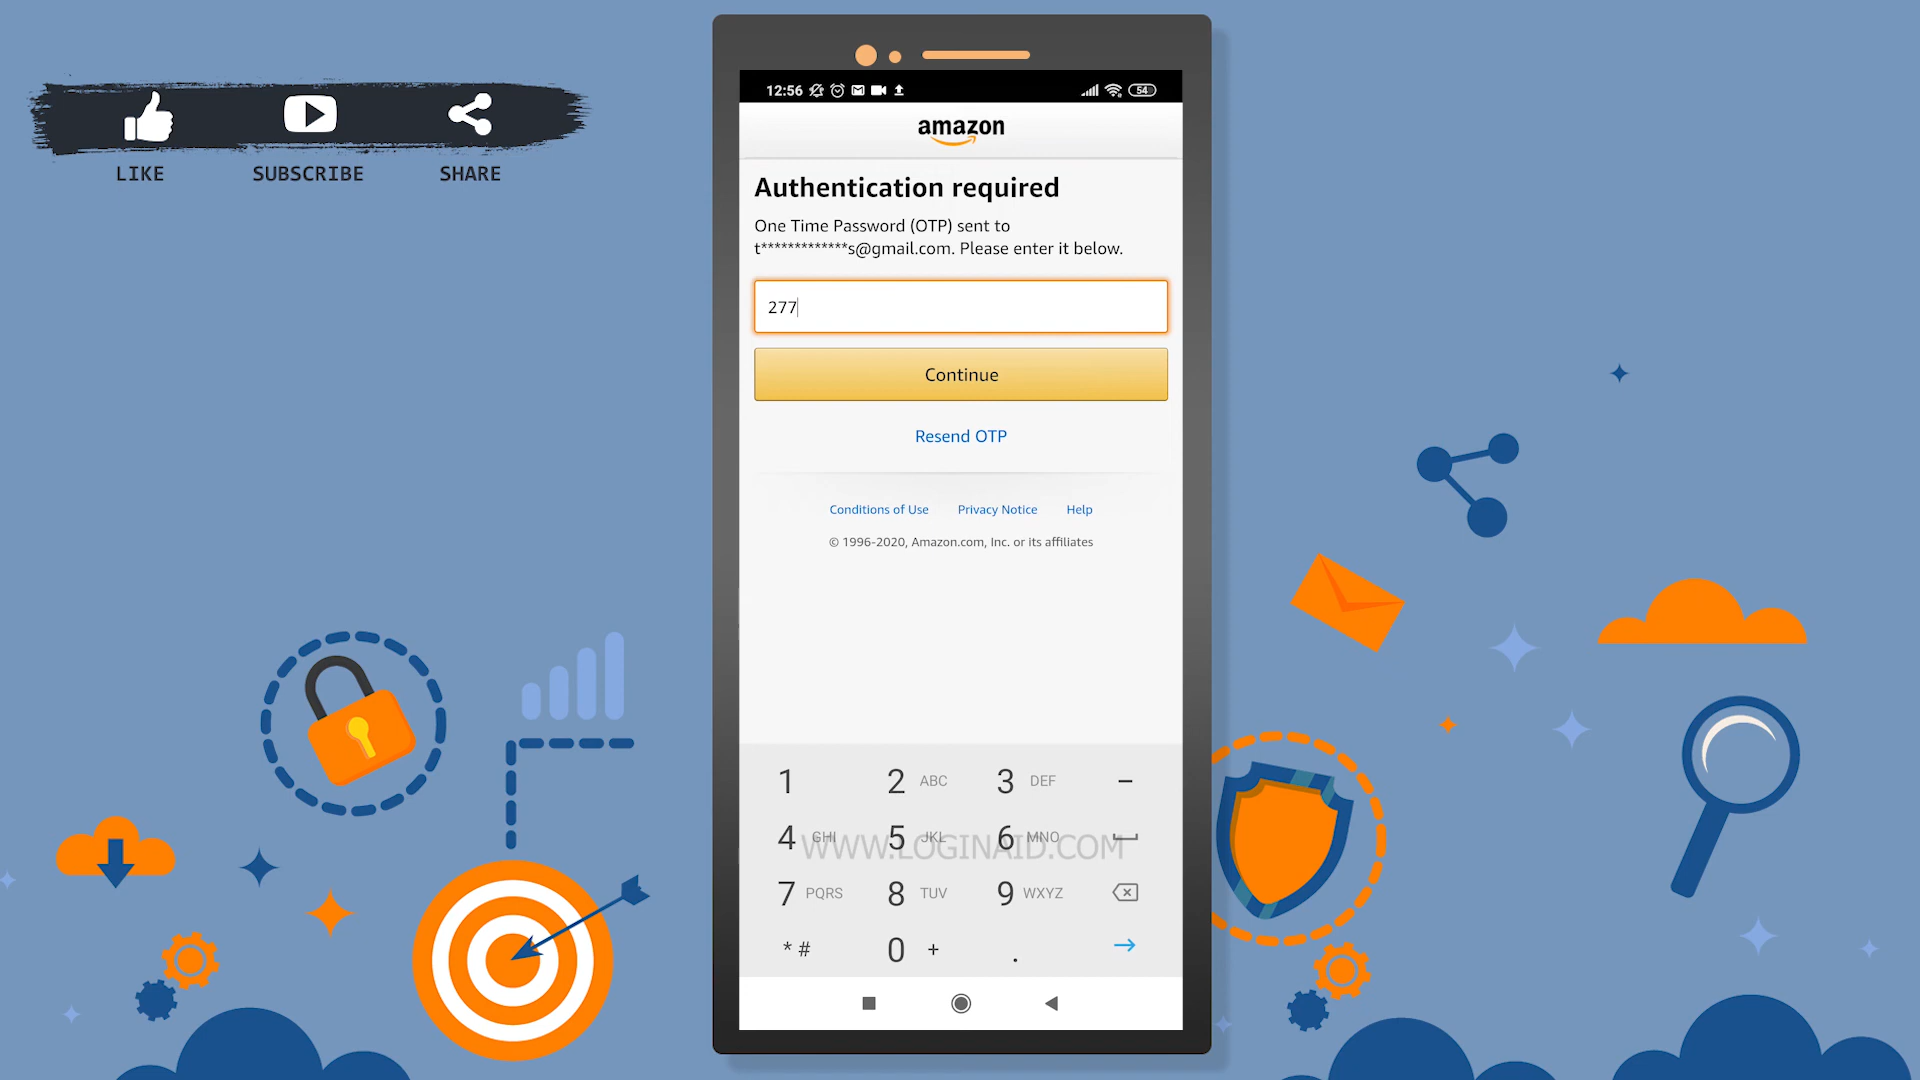 LIKE
SUBSCRIBE
SHARE
12:56
54
amazon
Authentication required
One Time Password (OTP) sent to
t*************s@gmail.com. Please enter it below.
277
Continue
Resend OTP
Conditions of Use Privacy Notice Help
© 1996-2020, Amazon.com, Inc. or its affiliates
1 2 ABC 3 DEF -
4 GHI 5 JKL 6 MNO
WWW.LOGINAID.COM
7 PQRS 8 TUV 9 WXYZ
* # 0 + .